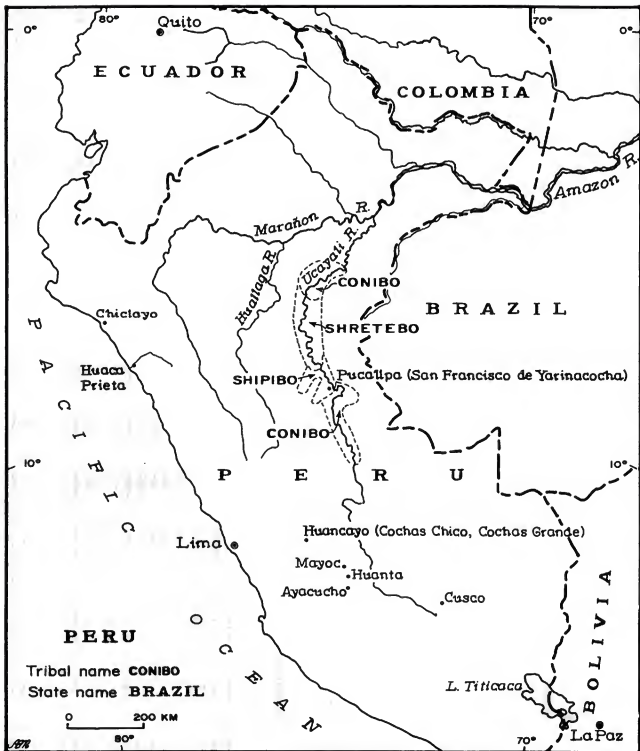 80°
70°
0°
0°
Quito
ECUADOR
COLOMBIA
Amazon R.
Marañon R.
Huallaga R.
Ucayati R.
CONIBO
BRAZIL
SHRETEBO
Chiclayo
Huaca
Prieta
SHIPIBO
Pucallpa (San Francisco de Yarinacocha)
CONIBO
10°
10°
PERU
PACIFIC OCEAN
Huancayo (Cochas Chico, Cochas Grande)
Lima
Mayoc
Huanta
Ayacucho
Cusco
BOLIVIA
PERU
Tribal name CONIBO
State name BRAZIL
0 200 KM
L. Titicaca
La Paz
80°
70°